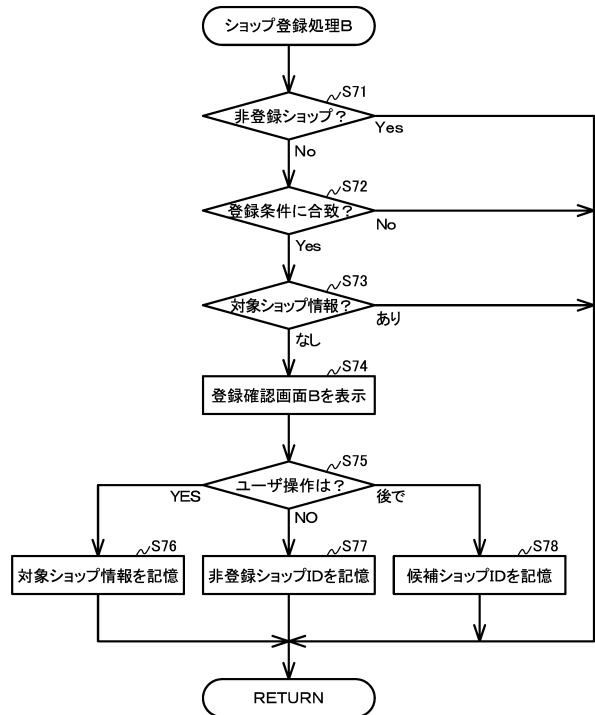 ショップ登録処理B
S71
非登録ショップ？
Yes
No
S72
登録条件に合致？
No
Yes
S73
対象ショップ情報？
あり
なし
S74
登録確認画面Bを表示
S75
ユーザ操作は？
YES
後で
NO
S76
S77
S78
対象ショップ情報を記憶
非登録ショップIDを記憶
候補ショップIDを記憶
RETURN